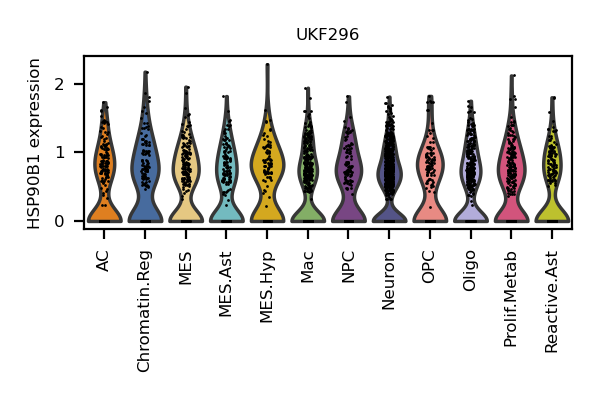 UKF296
HSP90B1 expression
2
1
0
AC
Chromatin.Reg
MES
MES.Ast
MES.Hyp
Mac
NPC
Neuron
OPC
Oligo
Prolif.Metab
Reactive.Ast